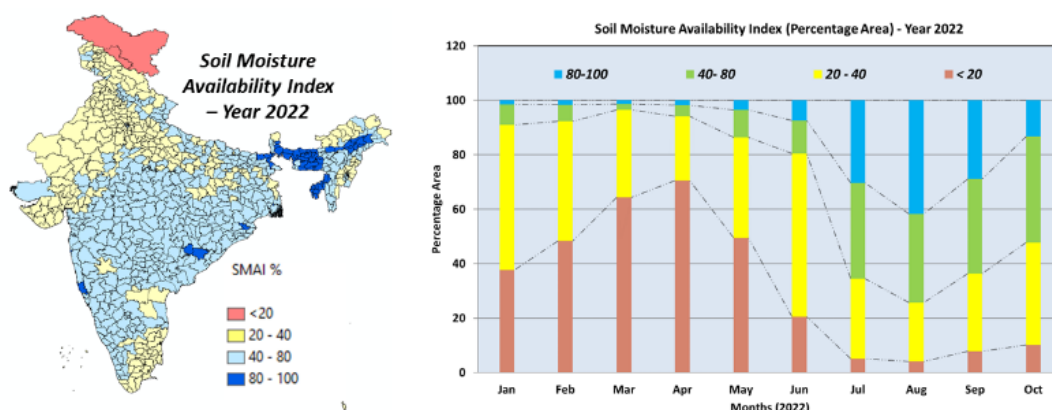 Soil Moisture
Availability Index
– Year 2022
SMAI %
<20
20 - 40
40 - 80
80 - 100
Soil Moisture Availability Index (Percentage Area) - Year 2022
80-100
40- 80
20 - 40
< 20
Percentage Area
120
100
80
60
40
20
0
Jan Feb Mar Apr May Jun Jul Aug Sep Oct
Months (2022)